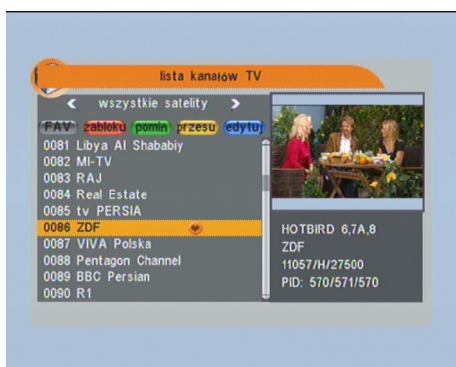 lista kanałów TV
wszystkie satelity
FAV zabloku pomin przesu edytuj
0081 Libya Al Shababiy
0082 MI-TV
0083 RAJ
0084 Real Estate
0085 tv PERSIA
0086 ZDF
0087 VIVA Polska
0088 Pentagon Channel
0089 BBC Persian
0090 R1
HOTBIRD 6,7A,8
ZDF
11057/H/27500
PID: 570/571/570